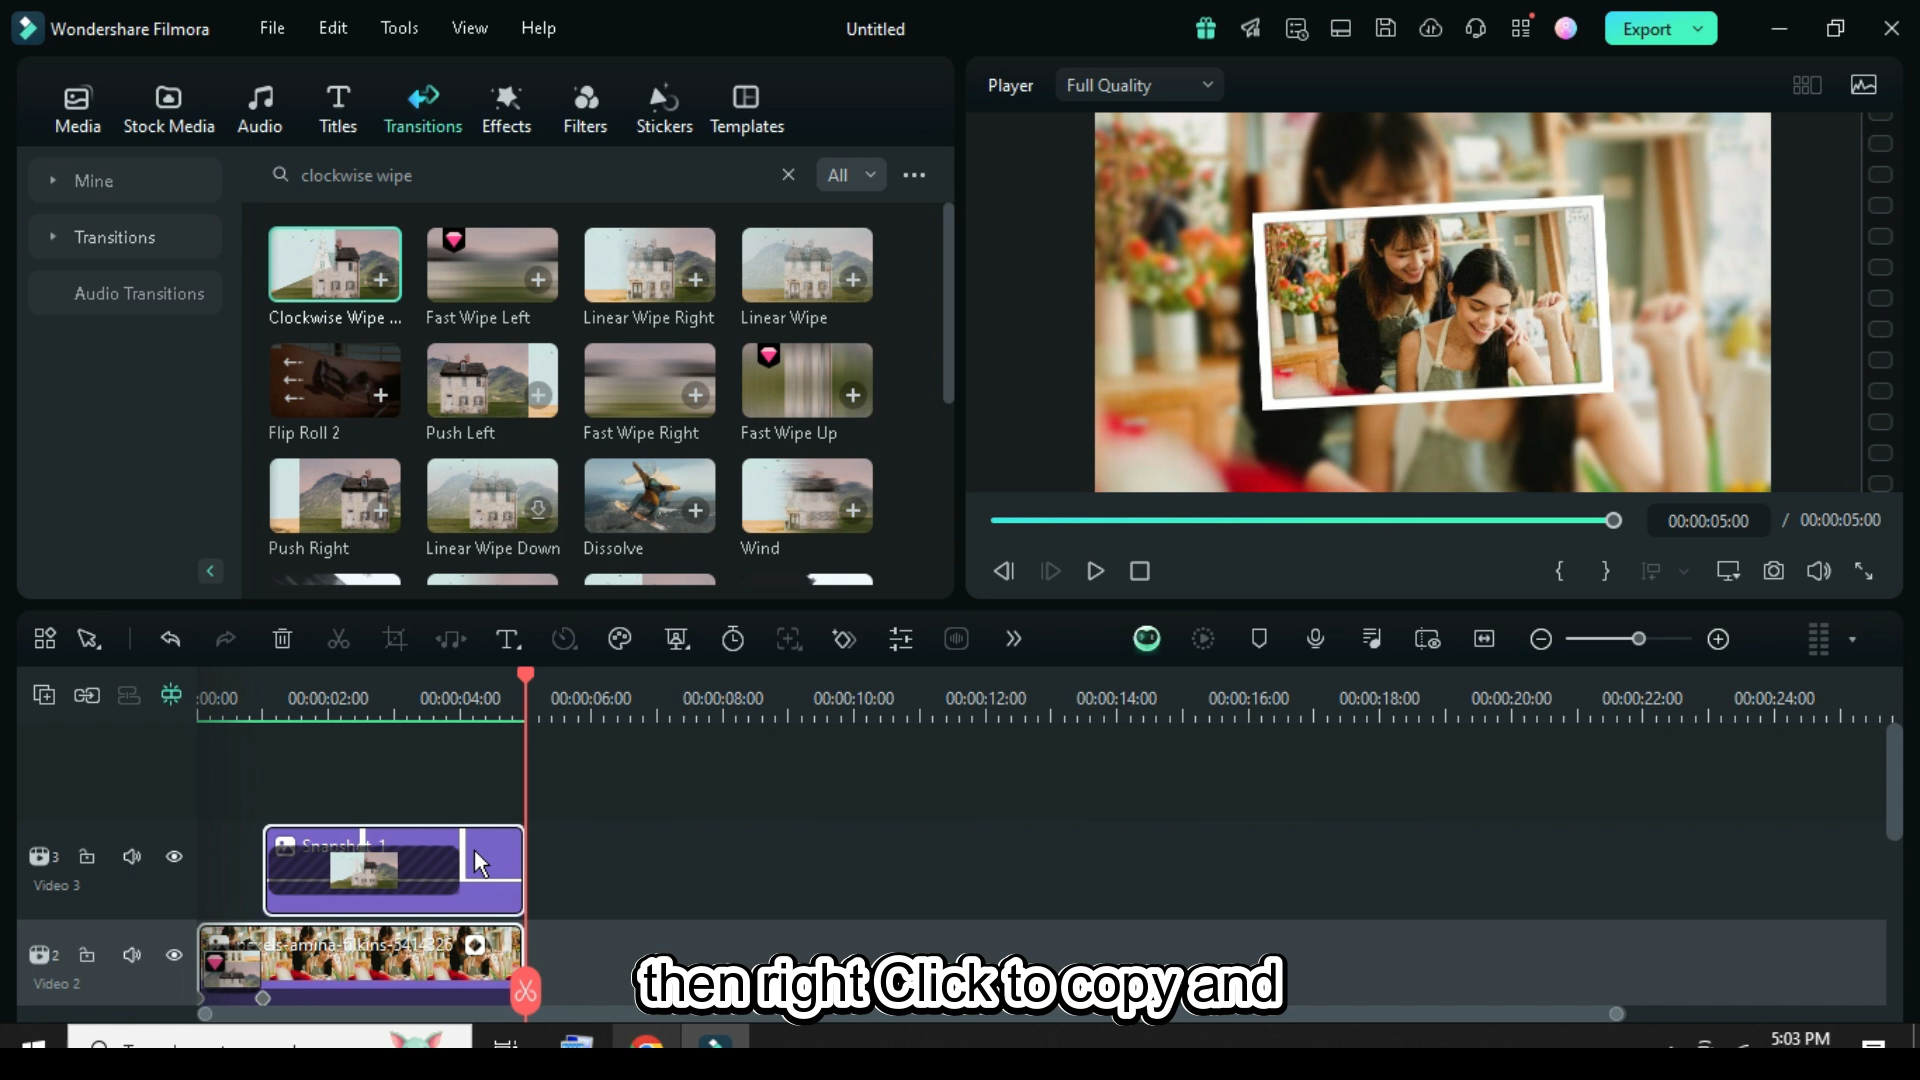 Wondershare Filmora
File
Edit
Tools
View
Help
Untitled
Export
Media
Stock Media
Audio
Titles
Transitions
Effects
Filters
Stickers
Templates
Player
Full Quality
Mine
Transitions
Audio Transitions
clockwise wipe
All
Clockwise Wipe ...
Fast Wipe Left
Linear Wipe Right
Linear Wipe
Flip Roll 2
Push Left
Fast Wipe Right
Fast Wipe Up
Push Right
Linear Wipe Down
Dissolve
Wind
00:00:05:00 / 00:00:05:00
:00:00
00:00:02:00
00:00:04:00
00:00:06:00
00:00:08:00
00:00:10:00
00:00:12:00
00:00:14:00
00:00:16:00
00:00:18:00
00:00:20:00
00:00:22:00
00:00:24:00
3
Video 3
2
Video 2
then right Click to copy and
5:03 PM